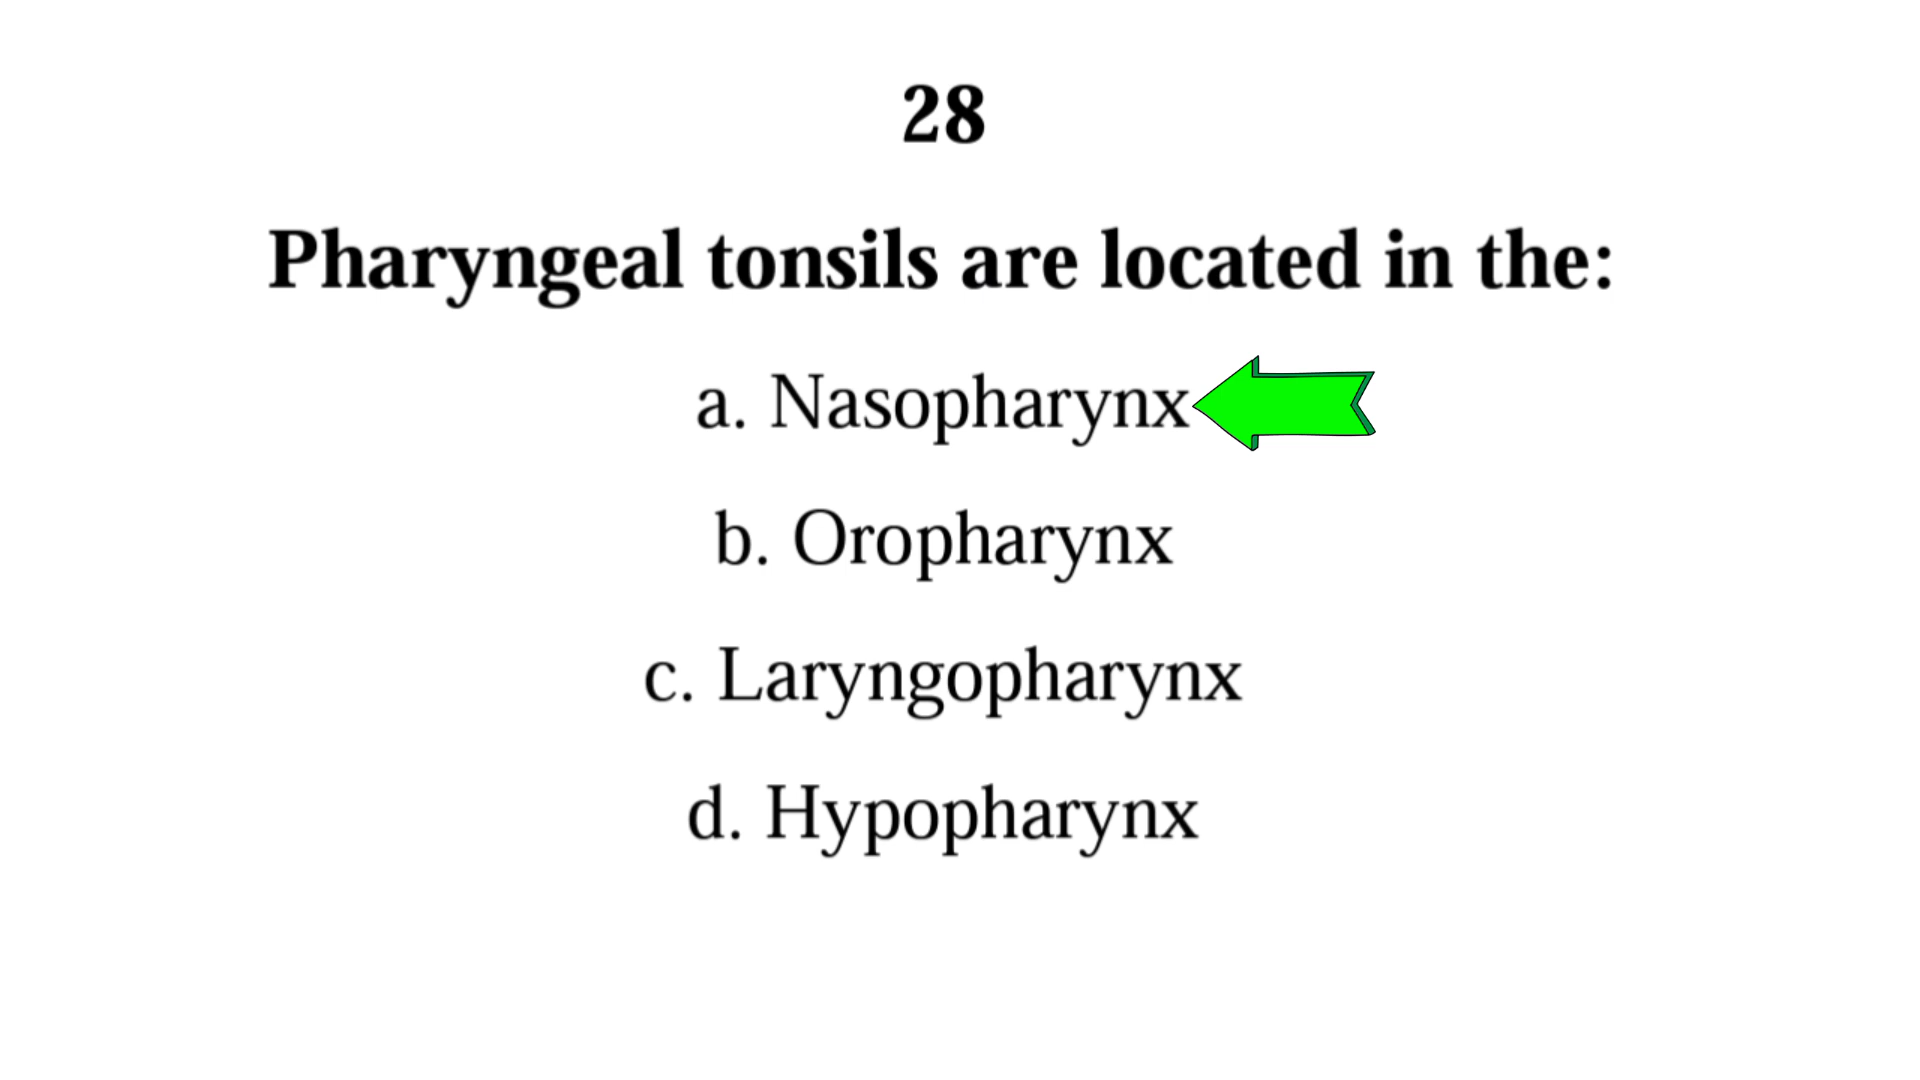 28
Pharyngeal tonsils are located in the:
a. Nasopharynx
b. Oropharynx
c. Laryngopharynx
d. Hypopharynx